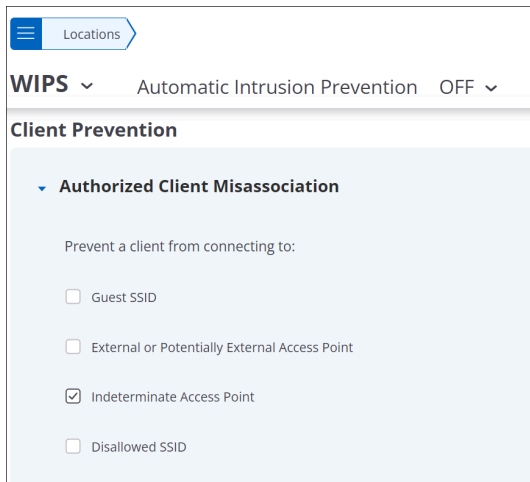 Locations
WIPS Automatic Intrusion Prevention OFF
Client Prevention
Authorized Client Misassociation
Prevent a client from connecting to:
Guest SSID
External or Potentially External Access Point
Indeterminate Access Point
Disallowed SSID